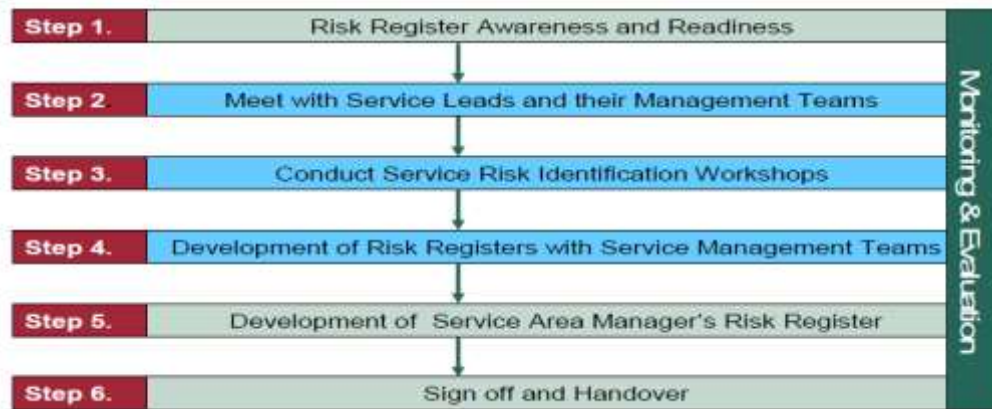 Step 1. Risk Register Awareness and Readiness
Step 2. Meet with Service Leads and their Management Teams
Step 3. Conduct Service Risk Identification Workshops
Step 4. Development of Risk Registers with Service Management Teams
Step 5. Development of Service Area Manager's Risk Register
Step 6. Sign off and Handover
Monitoring & Evaluation